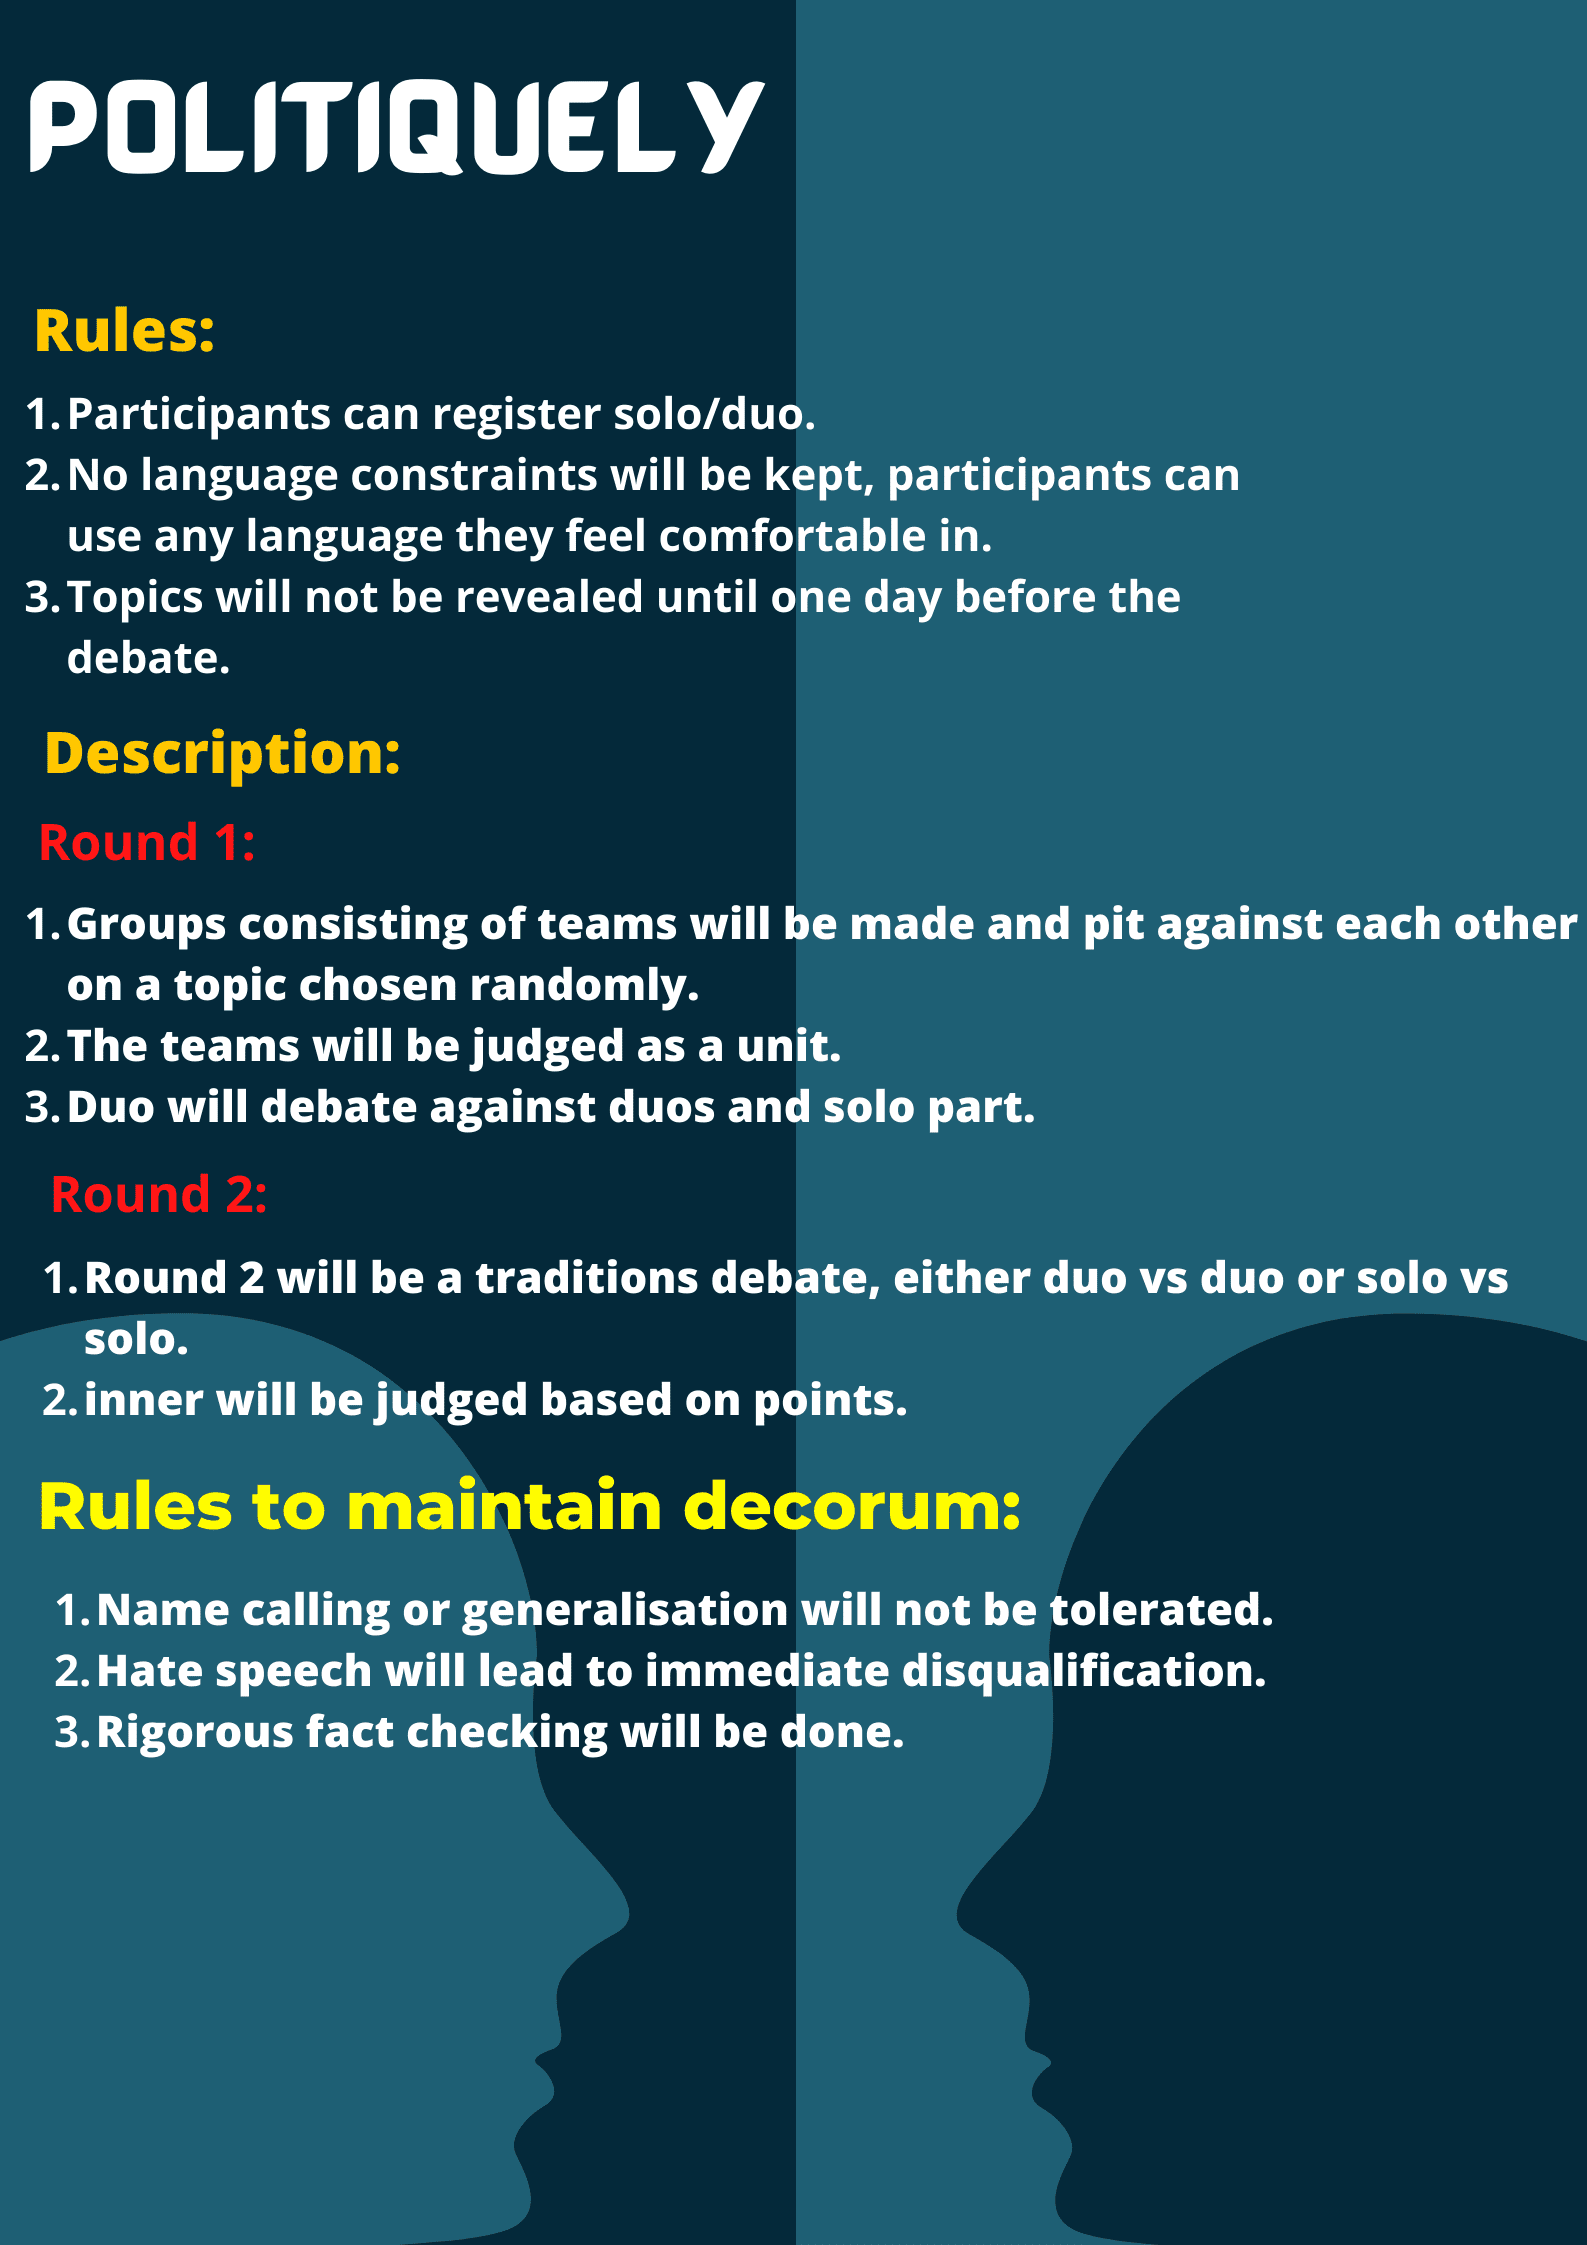 POLITIQUELY
Rules:
1. Participants can register solo/duo.
2. No language constraints will be kept, participants can
use any language they feel comfortable in.
3. Topics will not be revealed until one day before the
debate.
Description:
Round 1:
1. Groups consisting of teams will be made and pit against each other
on a topic chosen randomly.
2. The teams will be judged as a unit.
3. Duo will debate against duos and solo part.
Round 2:
1. Round 2 will be a traditions debate, either duo vs duo or solo vs
solo.
2. inner will be judged based on points.
Rules to maintain decorum:
1. Name calling or generalisation will not be tolerated.
2. Hate speech will lead to immediate disqualification.
3. Rigorous fact checking will be done.